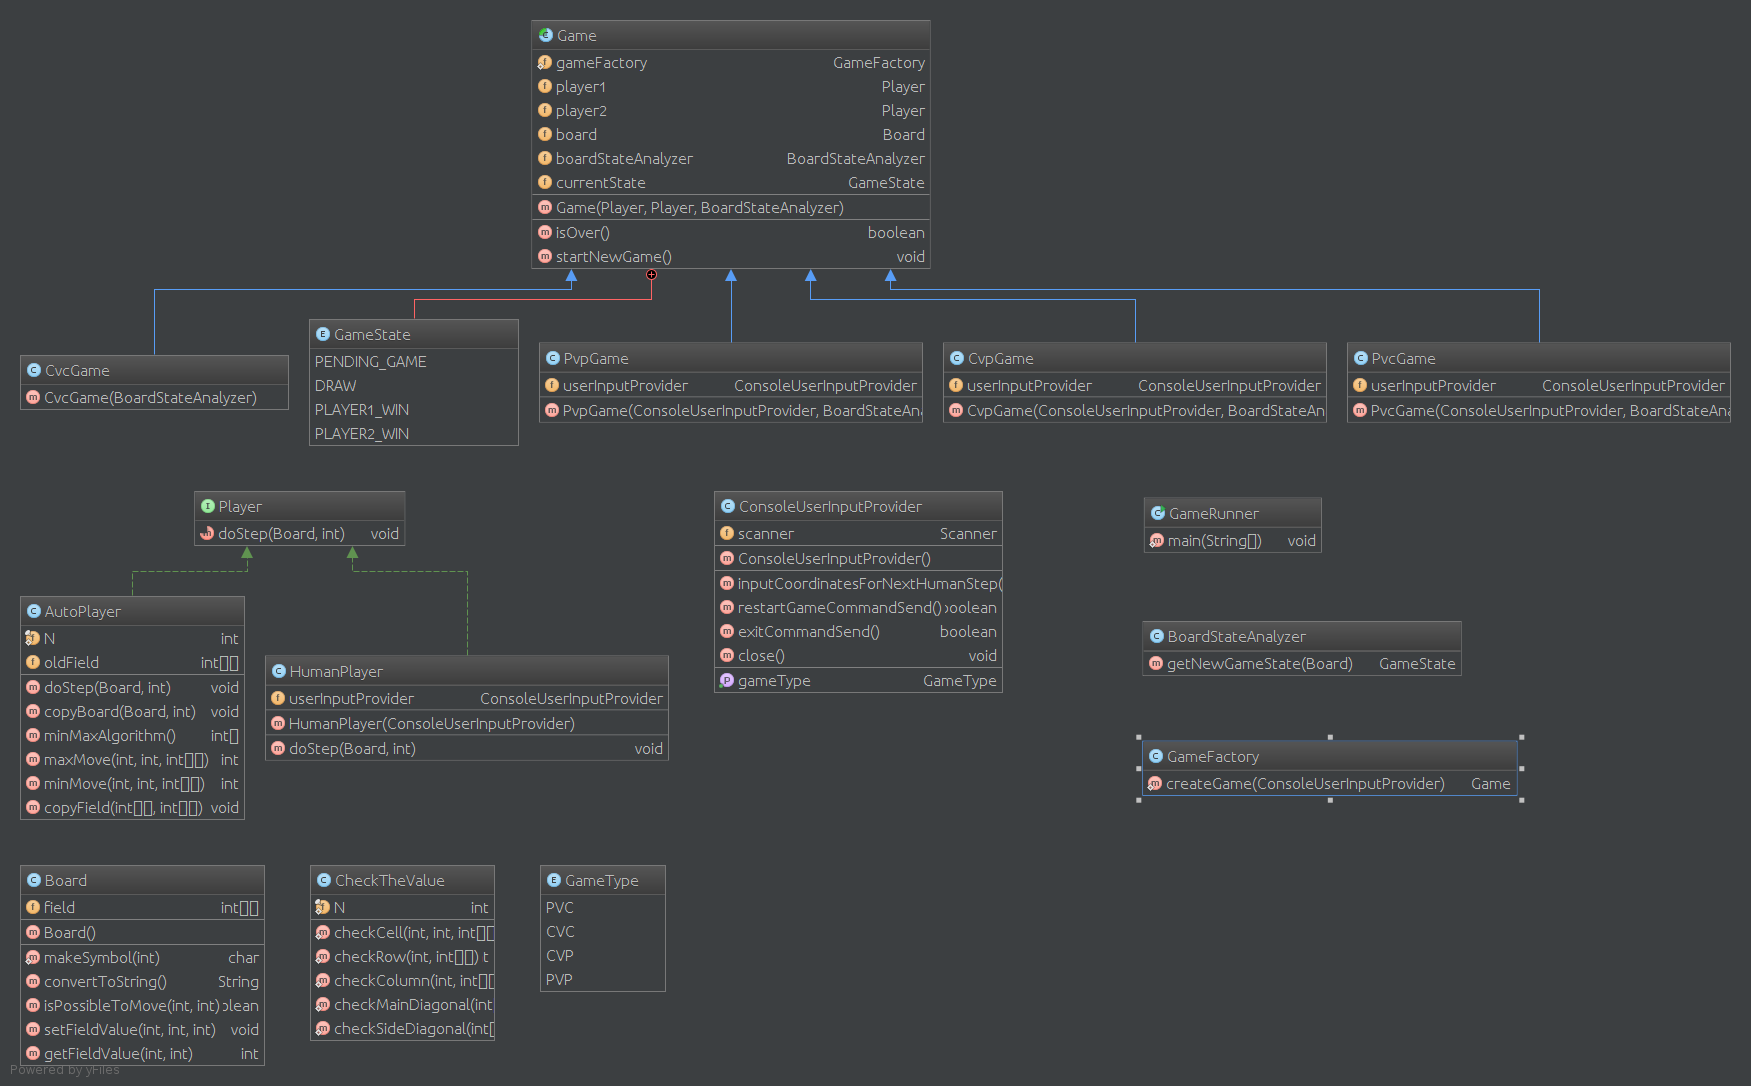 Game
gameFactory GameFactory
player1 Player
player2 Player
board Board
boardStateAnalyzer BoardStateAnalyzer
currentState GameState
Game(Player, Player, BoardStateAnalyzer)
isOver() boolean
startNewGame() void
CvcGame
CvcGame(BoardStateAnalyzer)
GameState
PENDING_GAME
DRAW
PLAYER1_WIN
PLAYER2_WIN
PvpGame
userInputProvider ConsoleUserInputProvider
PvpGame(ConsoleUserInputProvider, BoardStateAn
CvpGame
userInputProvider ConsoleUserInputProvider
CvpGame(ConsoleUserInputProvider, BoardStateAn
PvcGame
userInputProvider ConsoleUserInputProvider
PvcGame(ConsoleUserInputProvider, BoardStateAn
Player
doStep(Board, int) void
ConsoleUserInputProvider
scanner Scanner
ConsoleUserInputProvider()
inputCoordinatesForNextHumanStep(
restartGameCommandSend() boolean
exitCommandSend() boolean
close() void
gameType GameType
GameRunner
main(String[]) void
AutoPlayer
N int
oldField int[][]
doStep(Board, int) void
copyBoard(Board, int) void
minMaxAlgorithm() int[]
maxMove(int, int, int[][]) int
minMove(int, int, int[][]) int
copyField(int[][], int[][]) void
HumanPlayer
userInputProvider ConsoleUserInputProvider
HumanPlayer(ConsoleUserInputProvider)
doStep(Board, int) void
BoardStateAnalyzer
getNewGameState(Board) GameState
GameFactory
createGame(ConsoleUserInputProvider) Game
Board
field int[][]
Board()
makeSymbol(int) char
convertToString() String
isPossibleToMove(int, int) olean
setFieldValue(int, int, int) void
getFieldValue(int, int) int
CheckTheValue
N int
checkCell(int, int, int[][]
checkRow(int, int[][]) t
checkColumn(int, int[][]
checkMainDiagonal(int
checkSideDiagonal(int[
GameType
PVC
CVC
CVP
PVP
Powered by yFiles